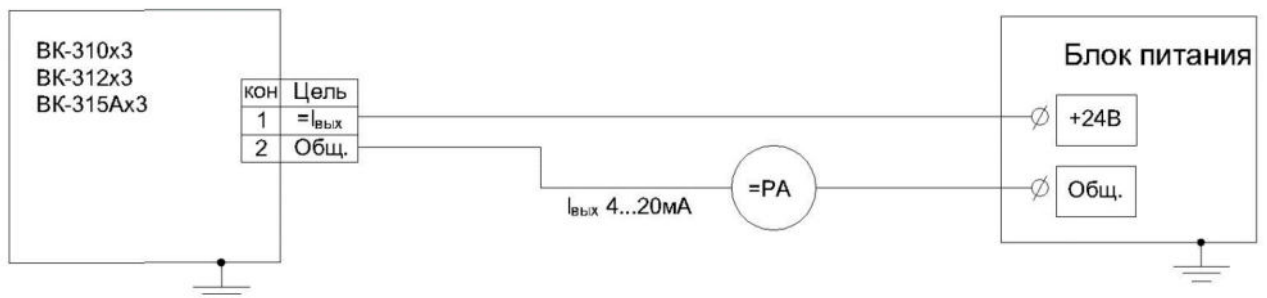 ВК-310х3
ВК-312х3
ВК-315Ах3
кон Цель
1 =Iвых
2 Общ.
Iвых 4...20мА
=РА
Блок питания
+24В
Общ.